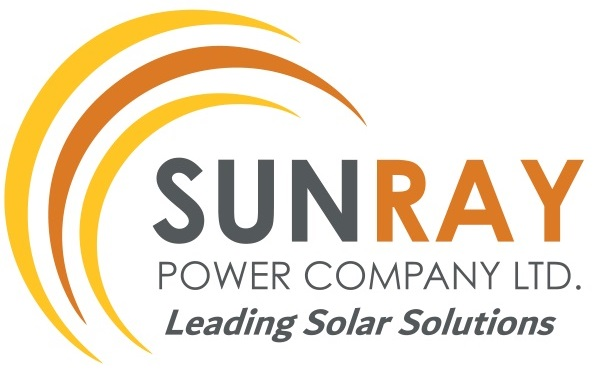 SUNRAY
POWER COMPANY LTD.
Leading Solar Solutions